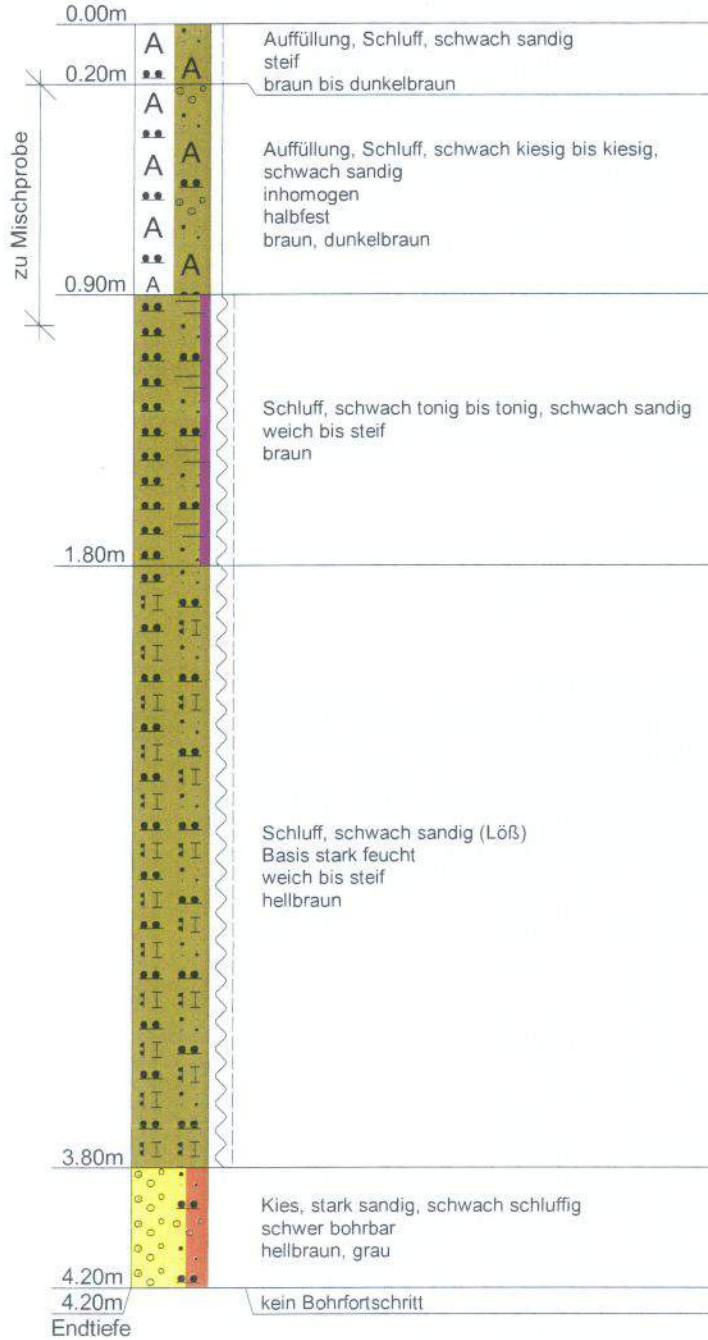 0.00m
A
A
Auffüllung, Schluff, schwach sandig
steif
braun bis dunkelbraun
0.20m
zu Mischprobe
A
A
A
A
A
A
Auffüllung, Schluff, schwach kiesig bis kiesig,
schwach sandig
inhomogen
halbfest
braun, dunkelbraun
0.90m
Schluff, schwach tonig bis tonig, schwach sandig
weich bis steif
braun
1.80m
Schluff, schwach sandig (Löß)
Basis stark feucht
weich bis steif
hellbraun
3.80m
Kies, stark sandig, schwach schluffig
schwer bohrbar
hellbraun, grau
4.20m
4.20m
kein Bohrfortschritt
Endtiefe